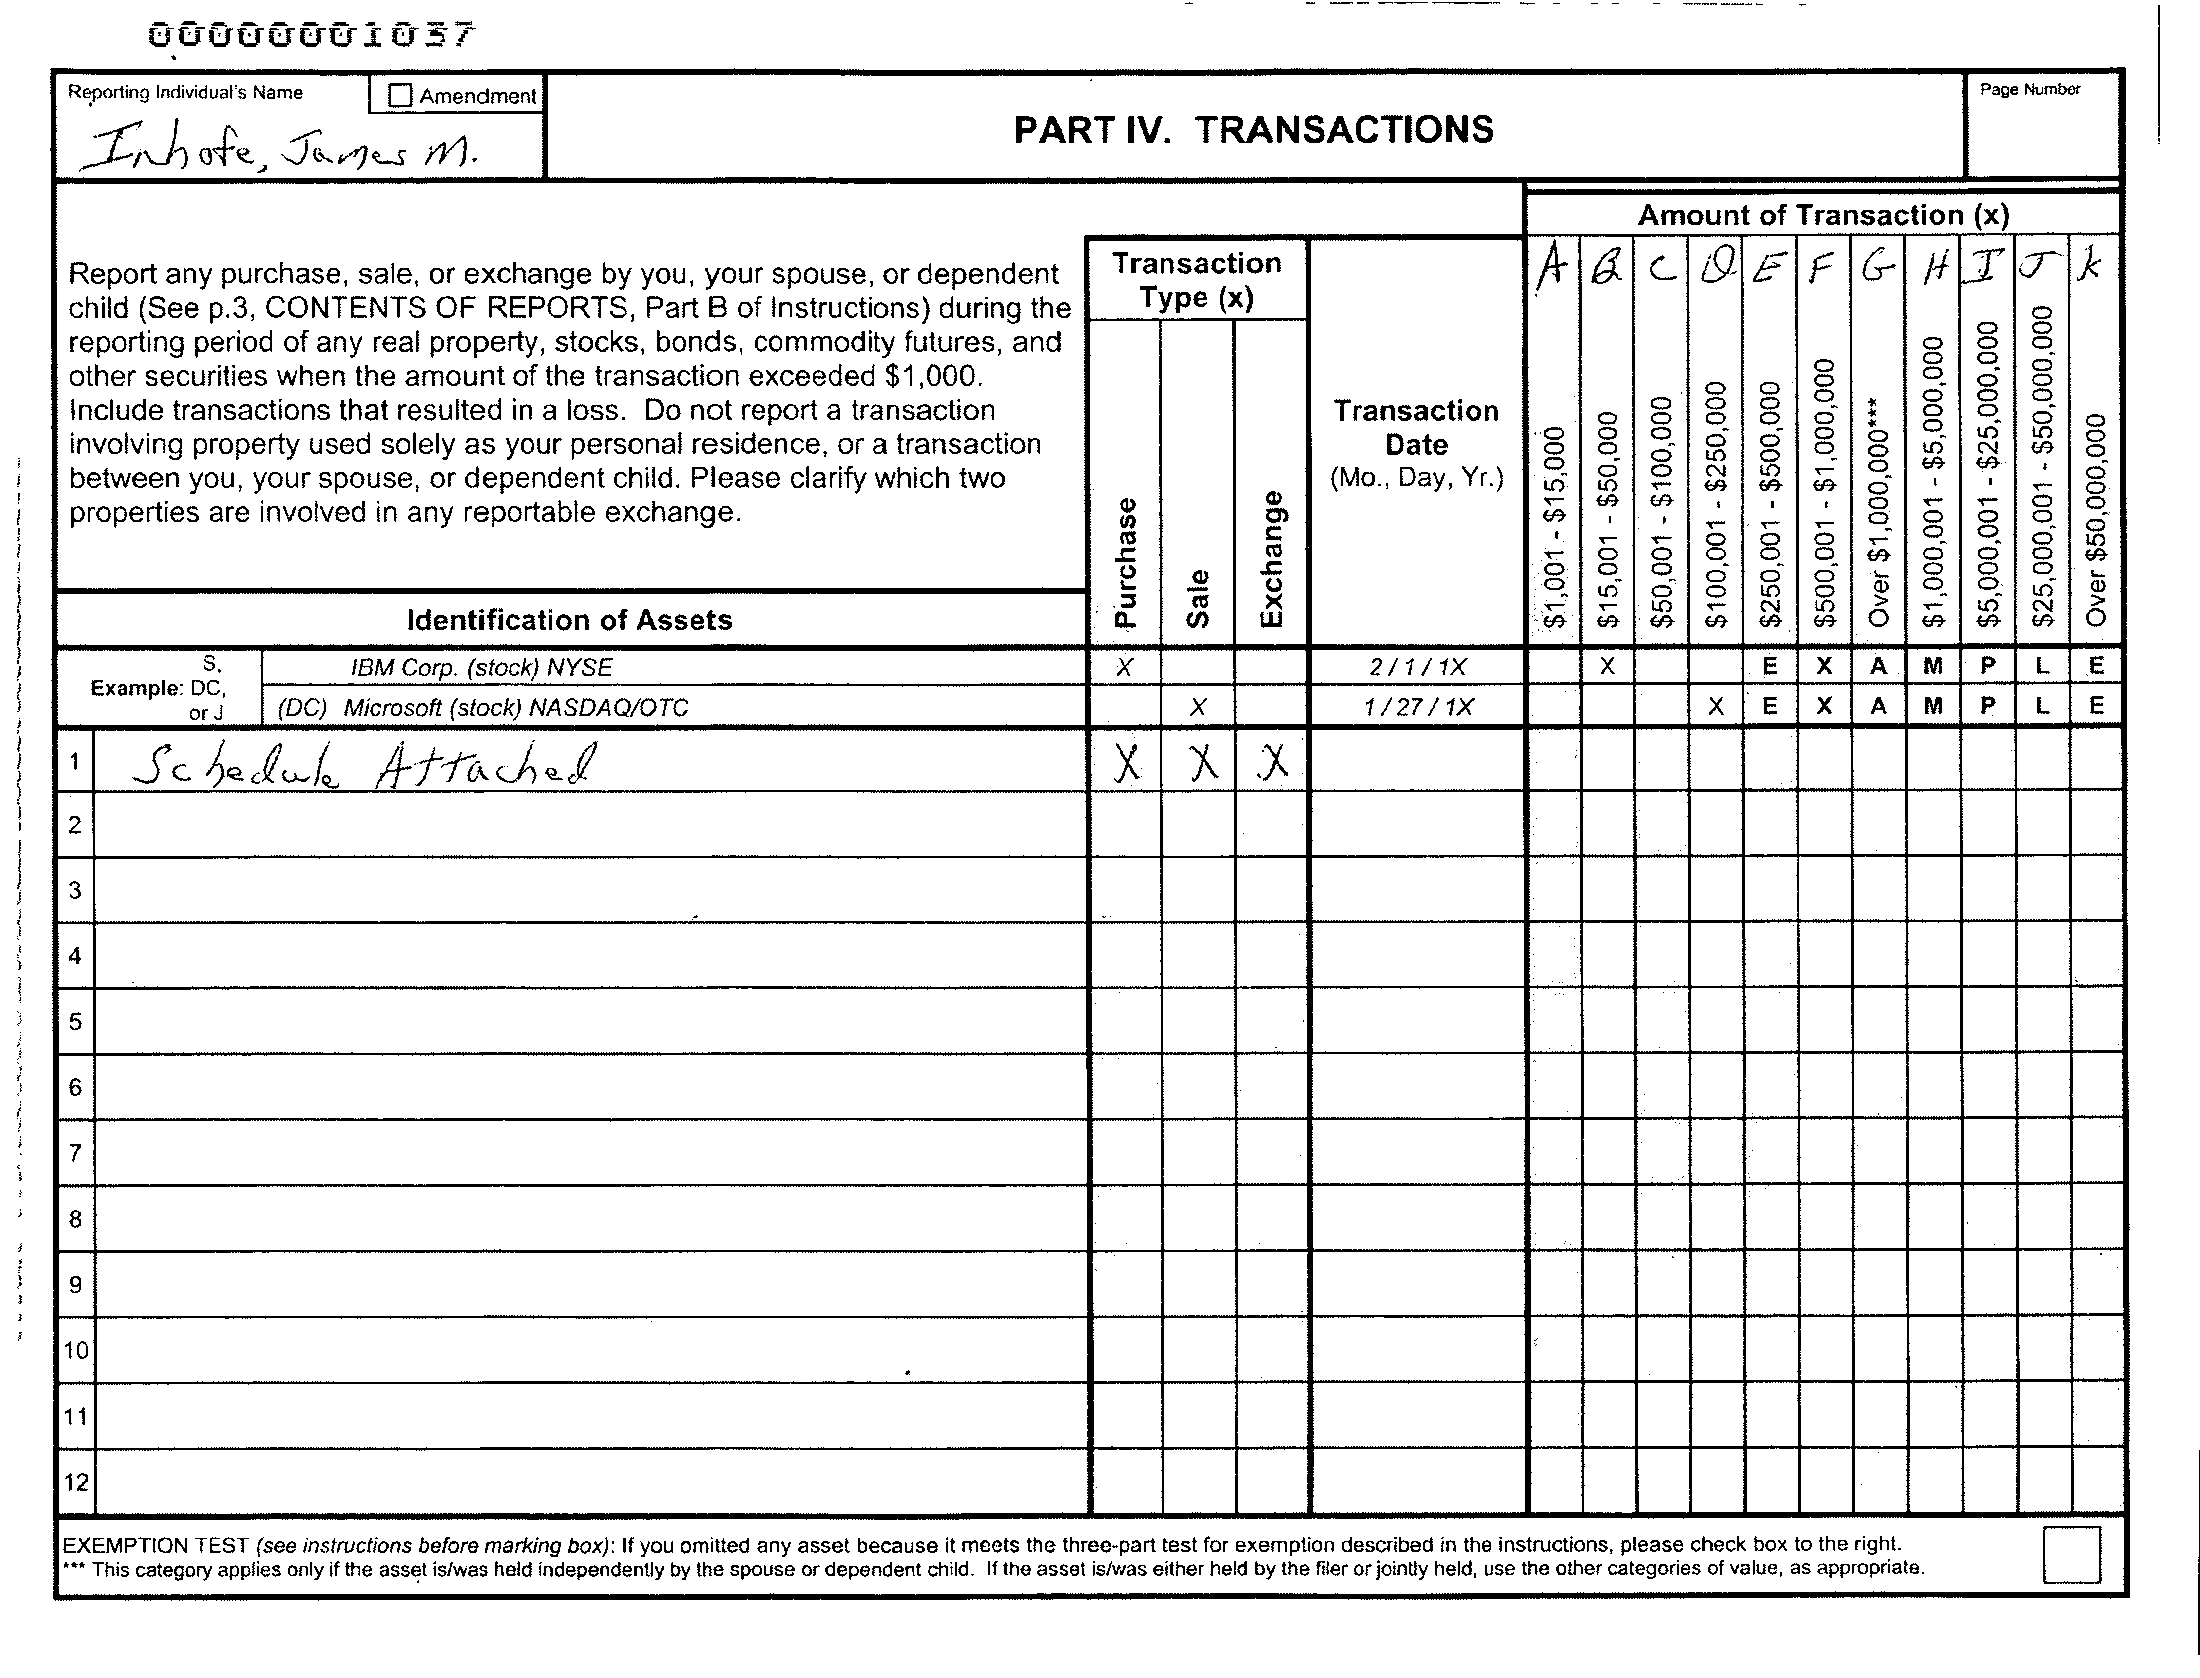 00000001037
Reporting Individual's Name
Amendment
Inhofe, James M.
PART IV. TRANSACTIONS
Page Number
Amount of Transaction (x)
Report any purchase, sale, or exchange by you, your spouse, or dependent
child (See p.3, CONTENTS OF REPORTS, Part B of Instructions) during the
reporting period of any real property, stocks, bonds, commodity futures, and
other securities when the amount of the transaction exceeded $1,000.
Include transactions that resulted in a loss. Do not report a transaction
involving property used solely as your personal residence, or a transaction
between you, your spouse, or dependent child. Please clarify which two
properties are involved in any reportable exchange.
Identification of Assets
Transaction
Type (x)
Purchase
Sale
Exchange
Transaction
Date
(Mo., Day, Yr.)
A B C D E F G H I J K
$1,001 - $15,000
$15,001 - $50,000
$50,001 - $100,000
$100,001 - $250,000
$250,001 - $500,000
$500,001 - $1,000,000
Over $1,000,000***
$1,000,001 - $5,000,000
$5,000,001 - $25,000,000
$25,000,001 - $50,000,000
Over $50,000,000
Example: S, DC, or J
IBM Corp. (stock) NYSE X 2 / 1 / 1X X E X A M P L E
(DC) Microsoft (stock) NASDAQ/OTC X 1 / 27 / 1X X E X A M P L E
1 Schedule Attached X X X
2
3
4
5
6
7
8
9
10
11
12
EXEMPTION TEST (see instructions before marking box): If you omitted any asset because it meets the three-part test for exemption described in the instructions, please check box to the right.
*** This category applies only if the asset is/was held independently by the spouse or dependent child. If the asset is/was either held by the filer or jointly held, use the other categories of value, as appropriate.